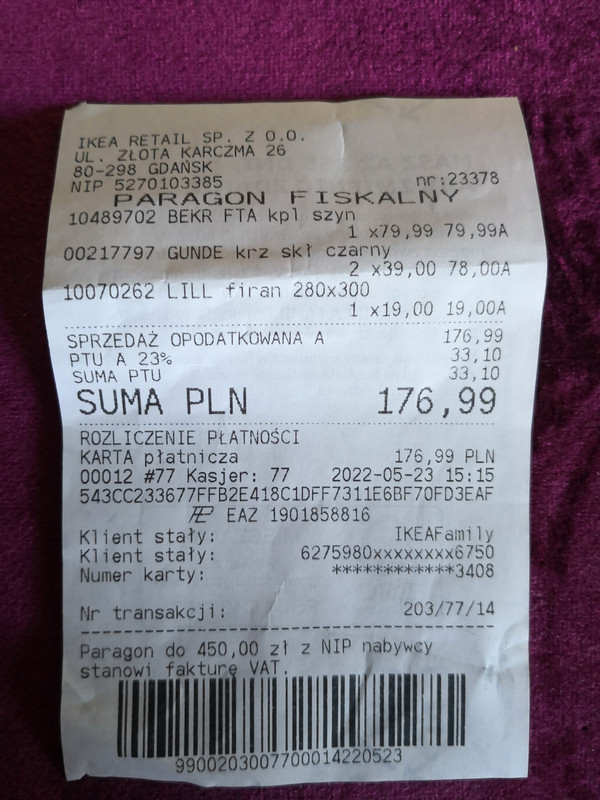 IKEA RETAIL SP. Z O.O.
UL. ZŁOTA KARCZMA 26
80-298 GDAŃSK
NIP 5270103385 nr:23378
PARAGON FISKALNY
10489702 BEKR FTA kpl szyn
1 x79,99 79,99A
00217797 GUNDE krz skł czarny
2 x39,00 78,00A
10070262 LILL firan 280x300
1 x19,00 19,00A
SPRZEDAŻ OPODATKOWANA A 176,99
PTU A 23% 33,10
SUMA PTU 33,10
SUMA PLN 176,99
ROZLICZENIE PŁATNOŚCI
KARTA płatnicza 176,99 PLN
00012 #77 Kasjer: 77 2022-05-23 15:15
543CC233677FFB2E418C1DFF7311E6BF70FD3EAF
EAZ 1901858816
Klient stały: IKEAFamily
Klient stały: 6275980xxxxxxxx6750
Numer karty: ************3408
Nr transakcji: 203/77/14
Paragon do 450,00 zł z NIP nabywcy
stanowi fakturę VAT.
9900203007700014220523